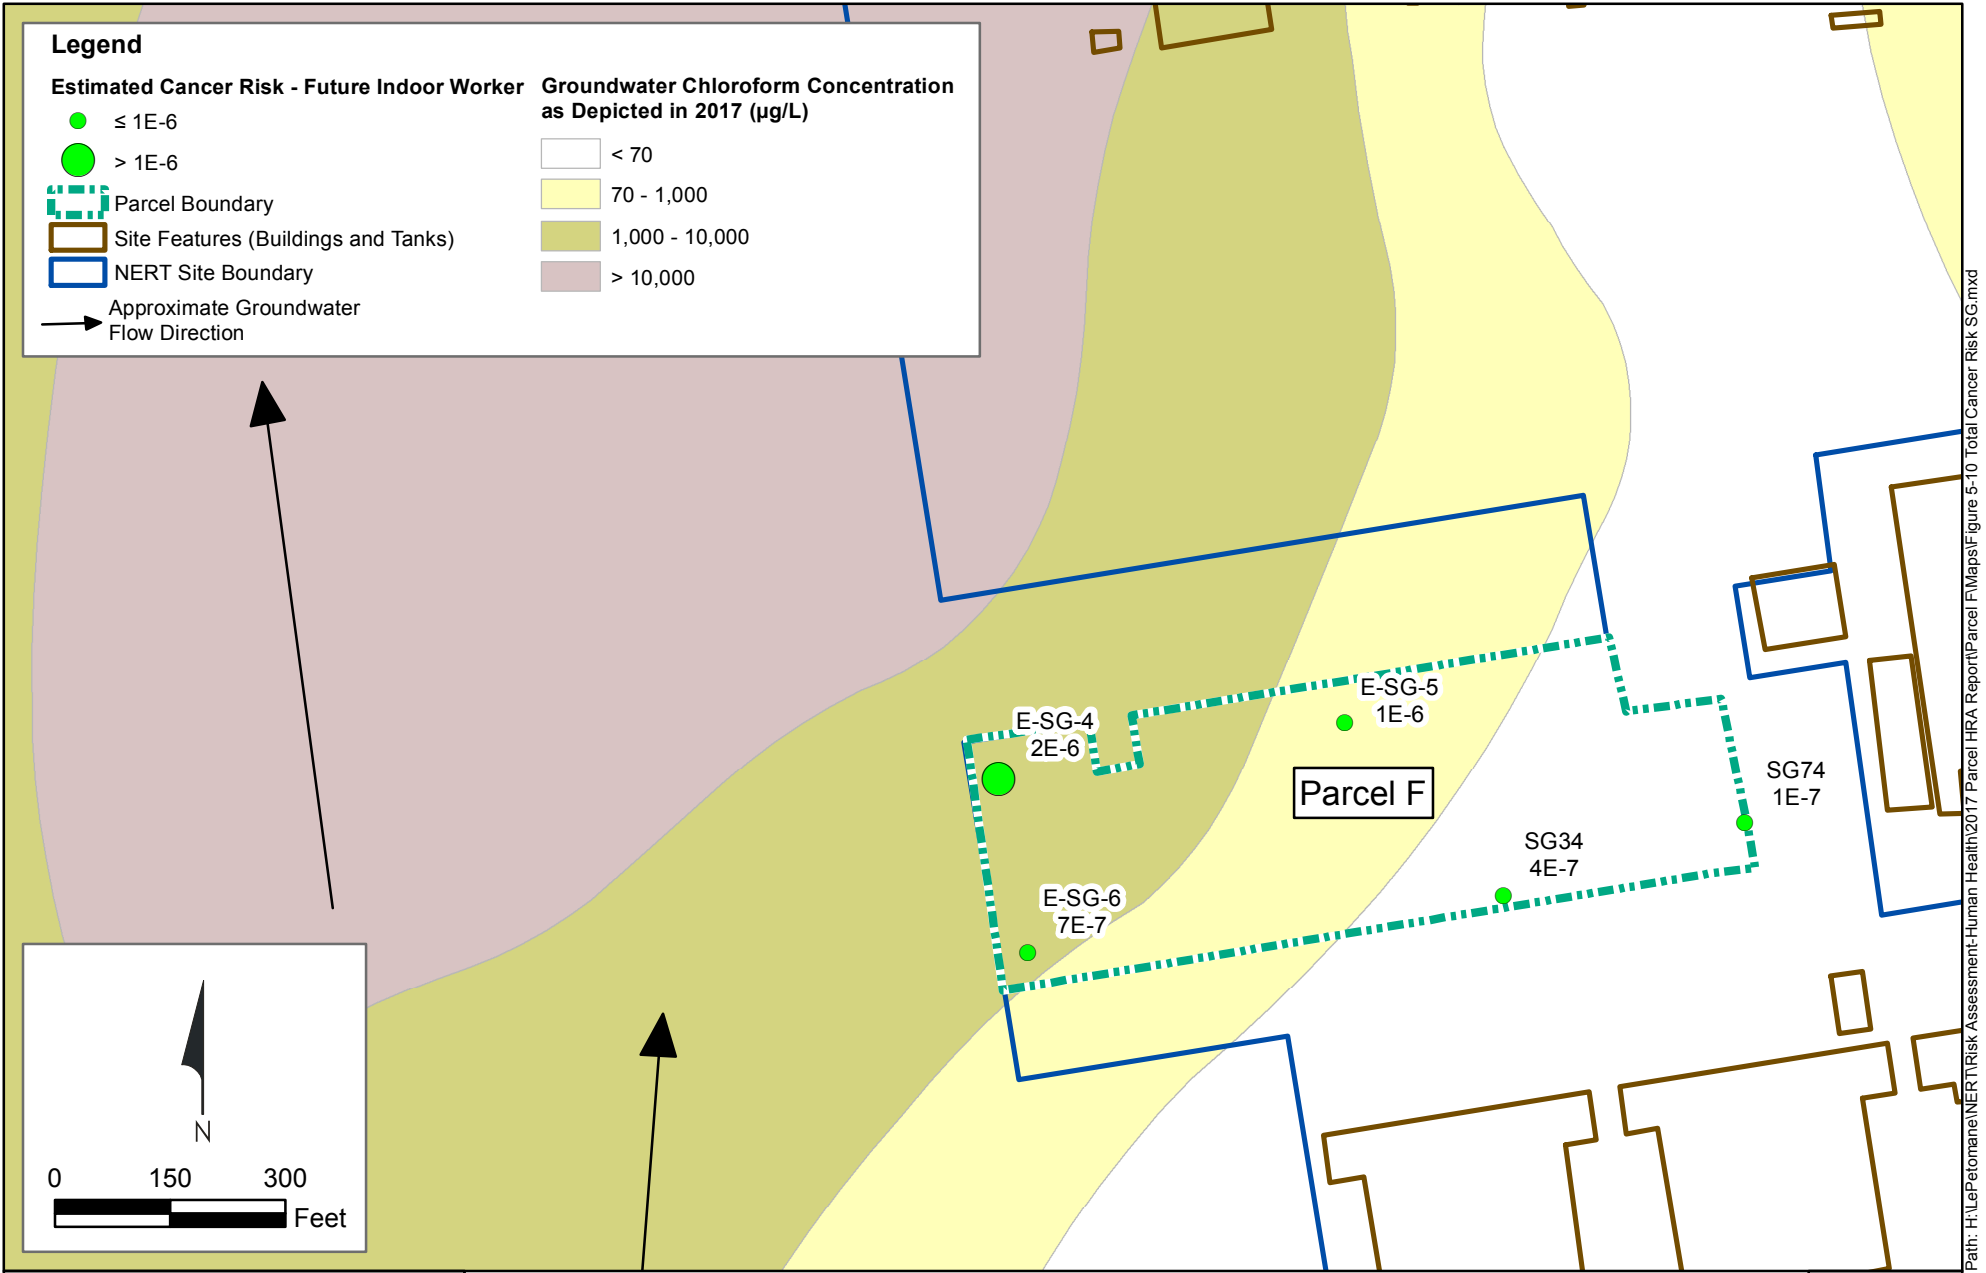 Legend
Estimated Cancer Risk - Future Indoor Worker
≤ 1E-6
> 1E-6
Parcel Boundary
Site Features (Buildings and Tanks)
NERT Site Boundary
Approximate Groundwater
Flow Direction
Groundwater Chloroform Concentration
as Depicted in 2017 (µg/L)
< 70
70 - 1,000
1,000 - 10,000
> 10,000
E-SG-5
1E-6
E-SG-4
2E-6
Parcel F
SG74
1E-7
SG34
4E-7
E-SG-6
7E-7
N
0 150 300
Feet
Path: H:\LePetomane\NERT\Risk Assessment-Human Health\2017 Parcel HRA Report\Parcel F\Maps\Figure 5-10 Total Cancer Risk SG.mxd